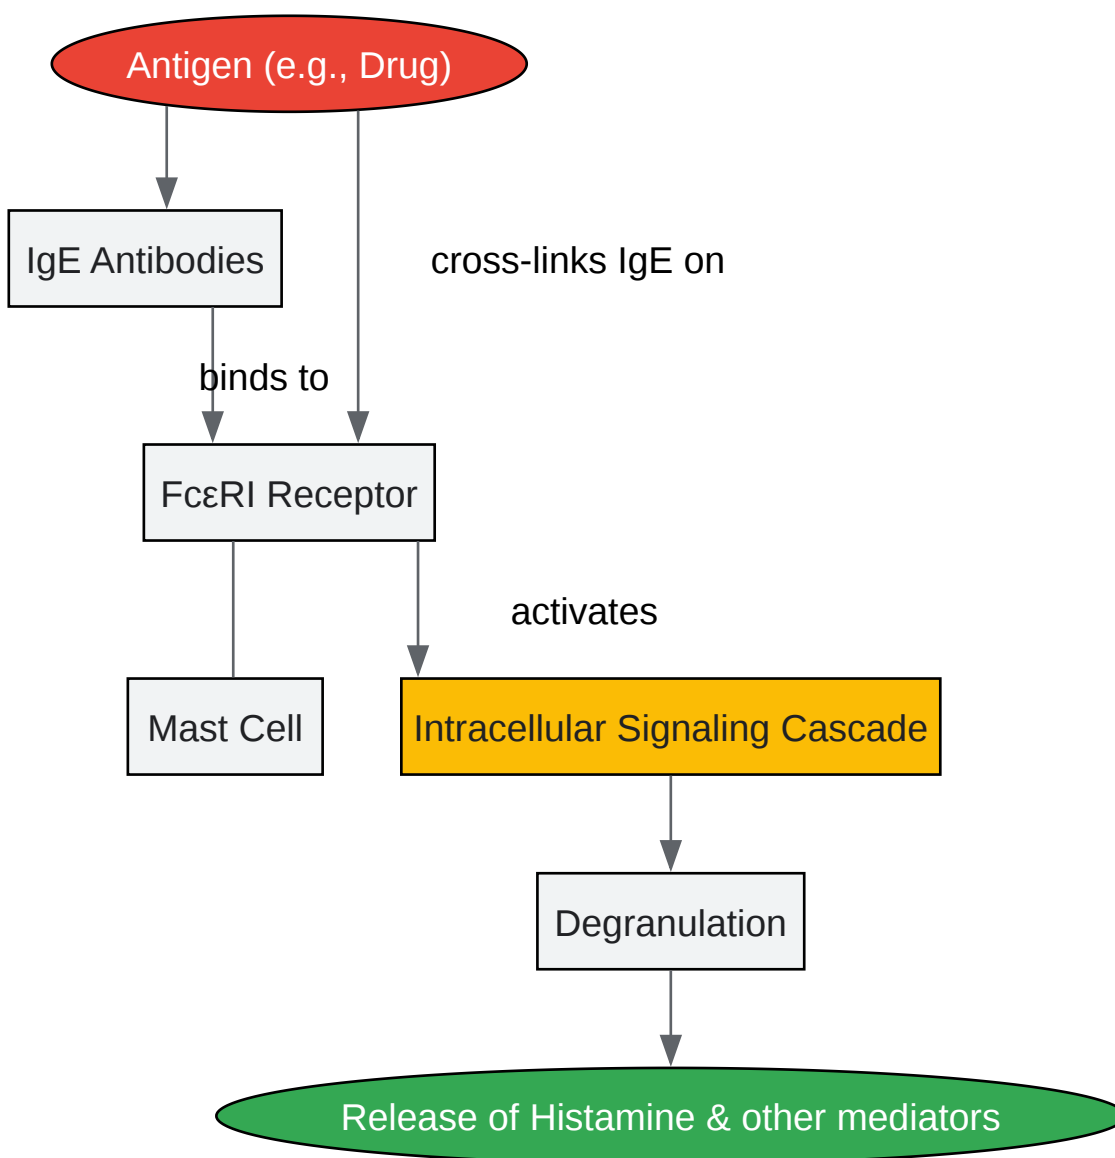 Antigen (e.g., Drug)
IgE Antibodies
cross-links IgE on
binds to
FcεRI Receptor
activates
Mast Cell
Intracellular Signaling Cascade
Degranulation
Release of Histamine & other mediators